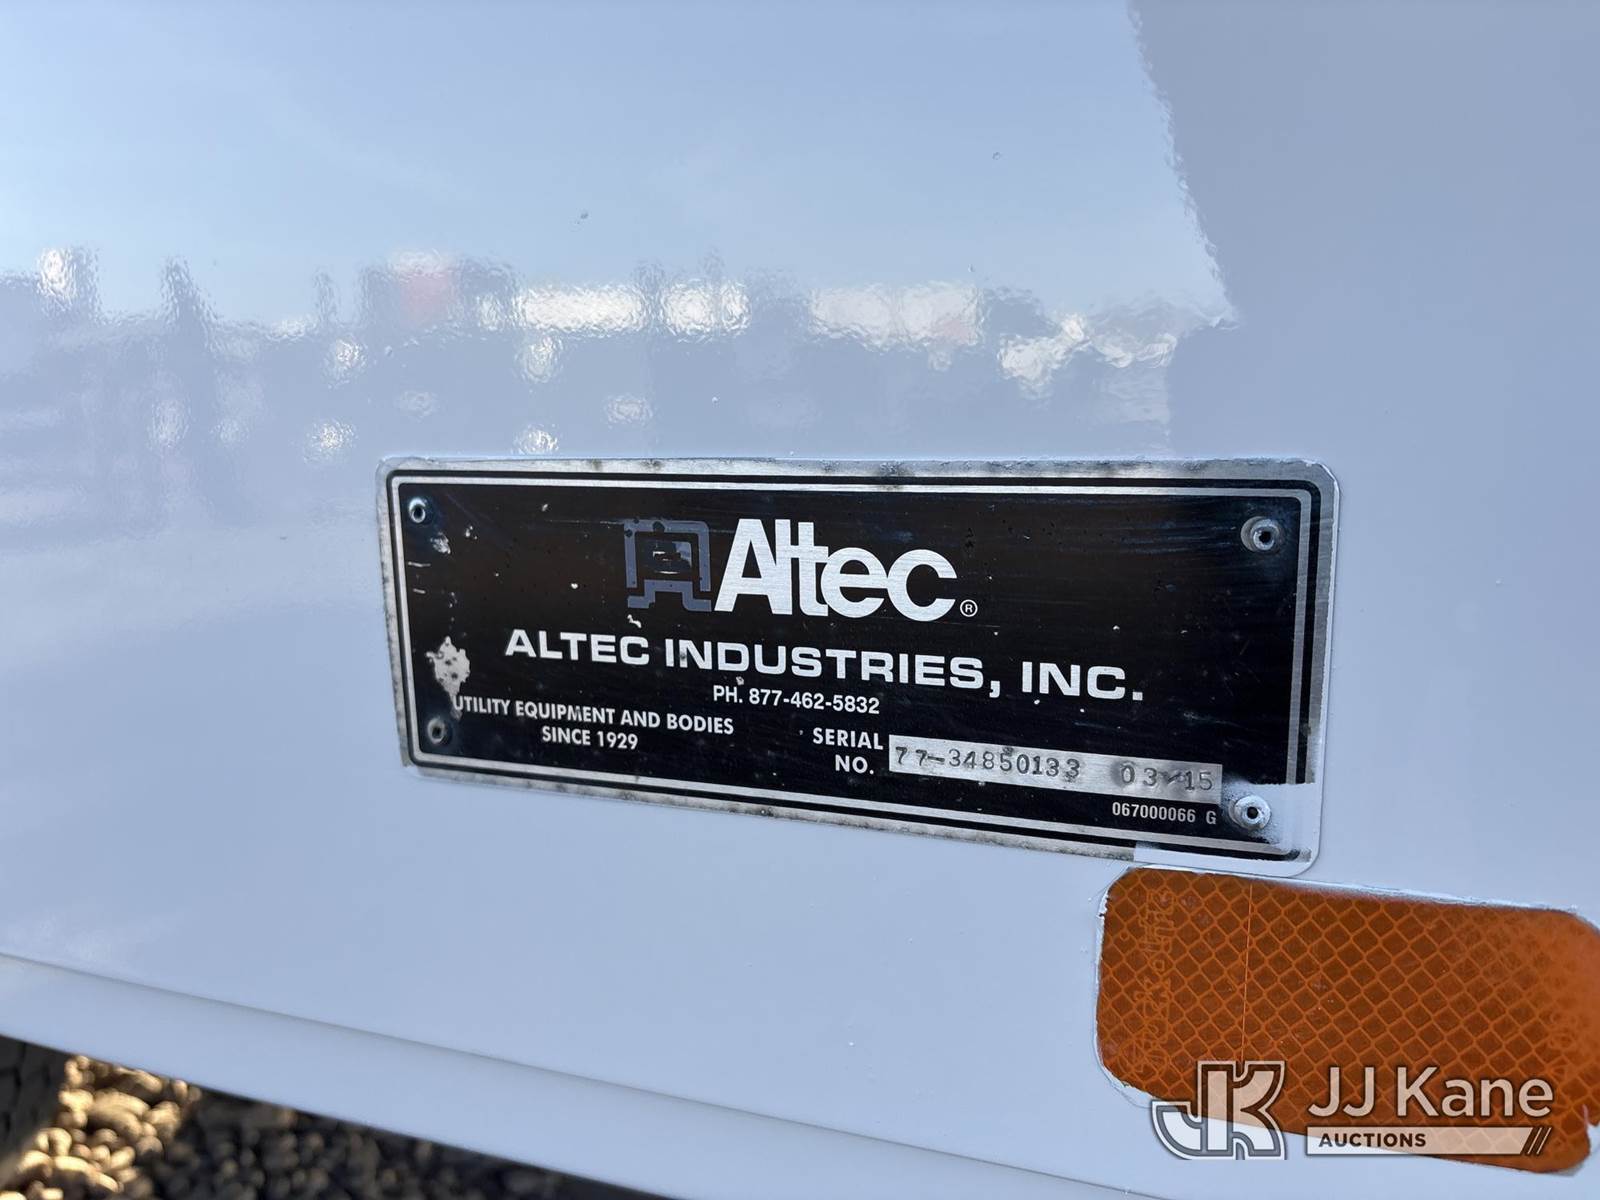 Altec®
ALTEC INDUSTRIES, INC.
PH. 877-462-5832
UTILITY EQUIPMENT AND BODIES
SINCE 1929
SERIAL
NO. 77-34850133 03/15
067000066 G
JK JJ Kane
AUCTIONS